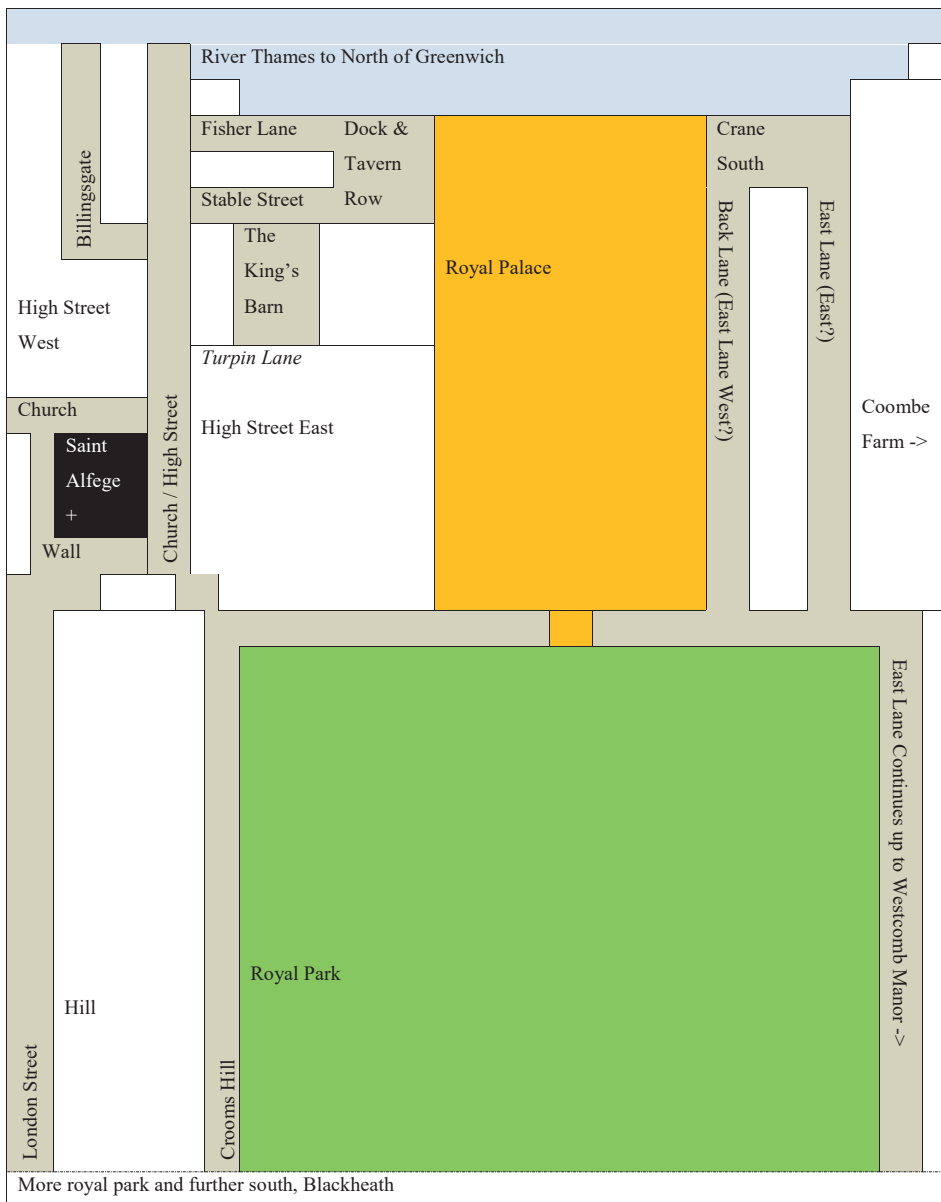 River Thames to North of Greenwich
Billingsgate
Fisher Lane
Stable Street
Dock &
Tavern
Row
The
King’s
Barn
Royal Palace
Crane
South
Back Lane (East Lane West?)
East Lane (East?)
High Street
West
Turpin Lane
High Street East
Church / High Street
Church
Saint
Alfege
+
Wall
Coombe
Farm ->
East Lane Continues up to Westcomb Manor ->
Royal Park
Hill
London Street
Crooms Hill
More royal park and further south, Blackheath